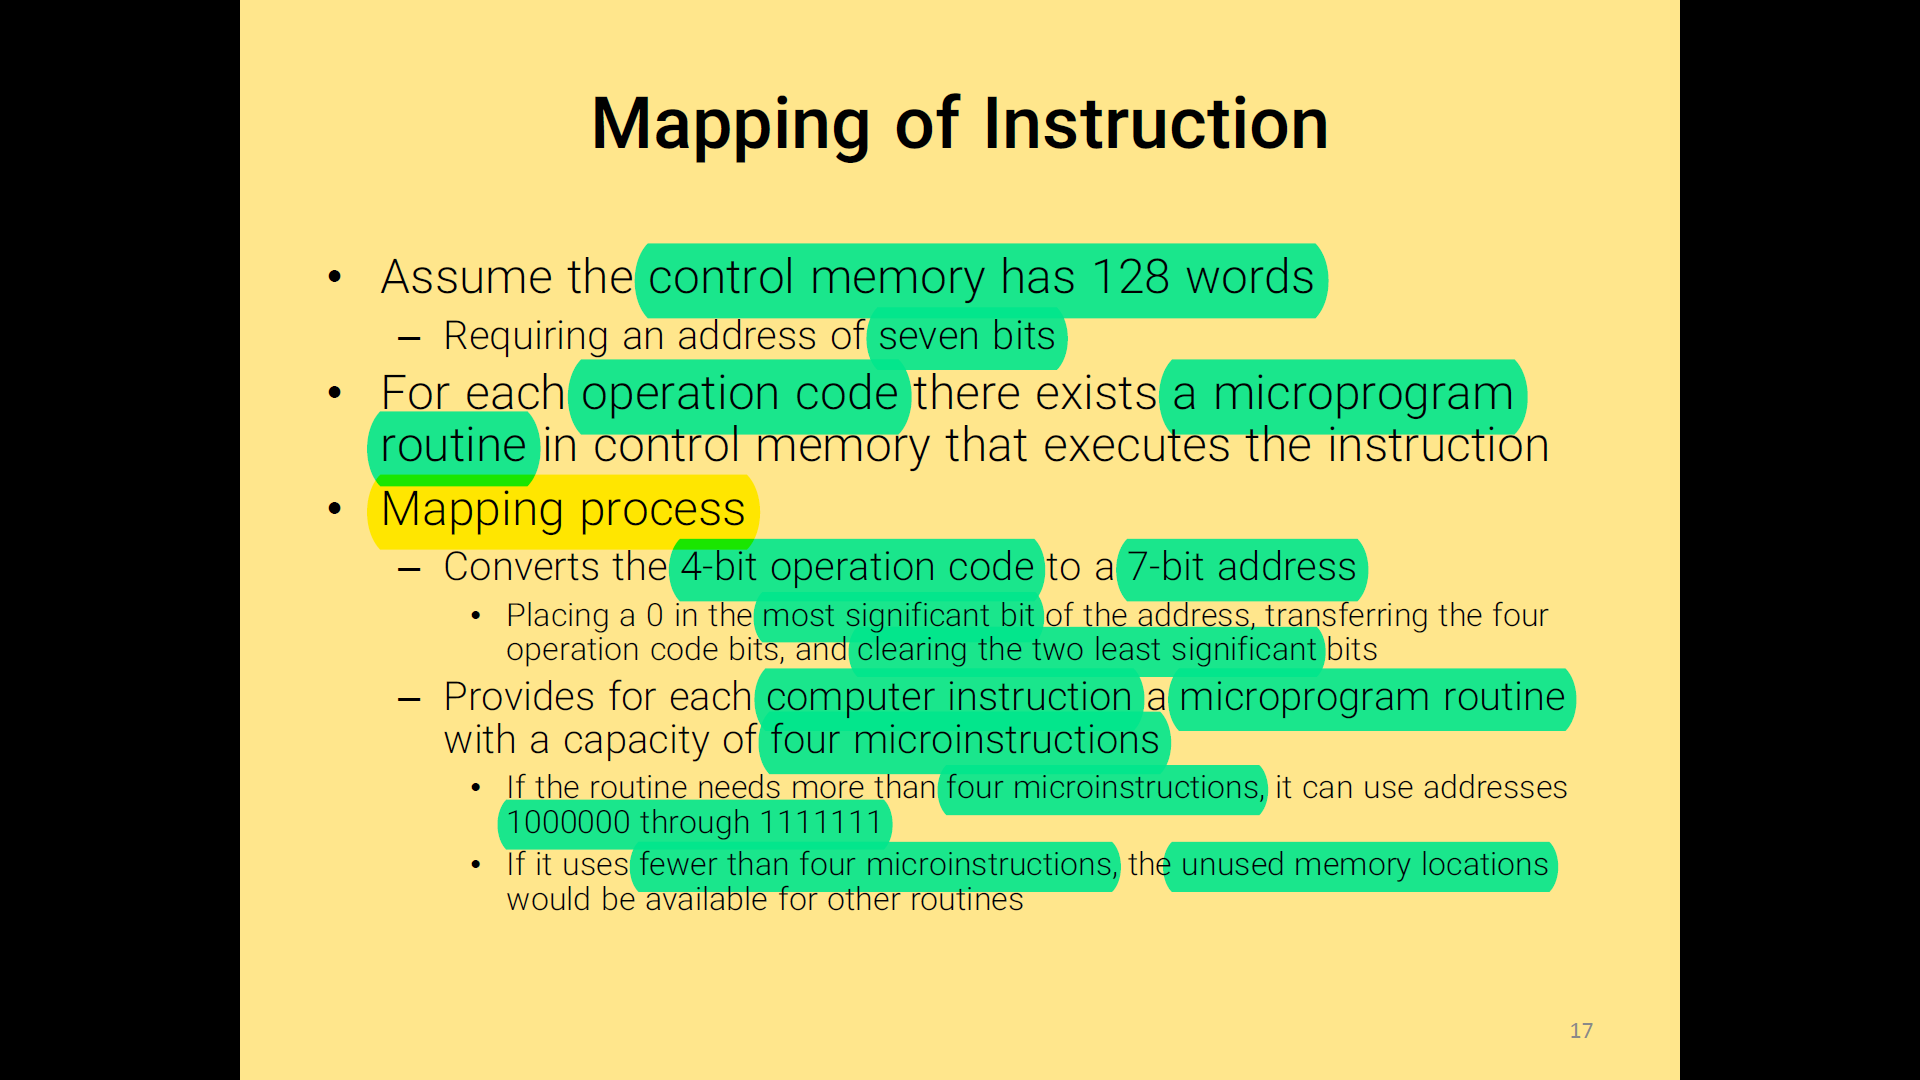 Mapping of Instruction
• Assume the control memory has 128 words
– Requiring an address of seven bits
• For each operation code there exists a microprogram
routine in control memory that executes the instruction
• Mapping process
– Converts the 4-bit operation code to a 7-bit address
• Placing a 0 in the most significant bit of the address, transferring the four
operation code bits, and clearing the two least significant bits
– Provides for each computer instruction a microprogram routine
with a capacity of four microinstructions
• If the routine needs more than four microinstructions, it can use addresses
1000000 through 1111111
• If it uses fewer than four microinstructions, the unused memory locations
would be available for other routines
17